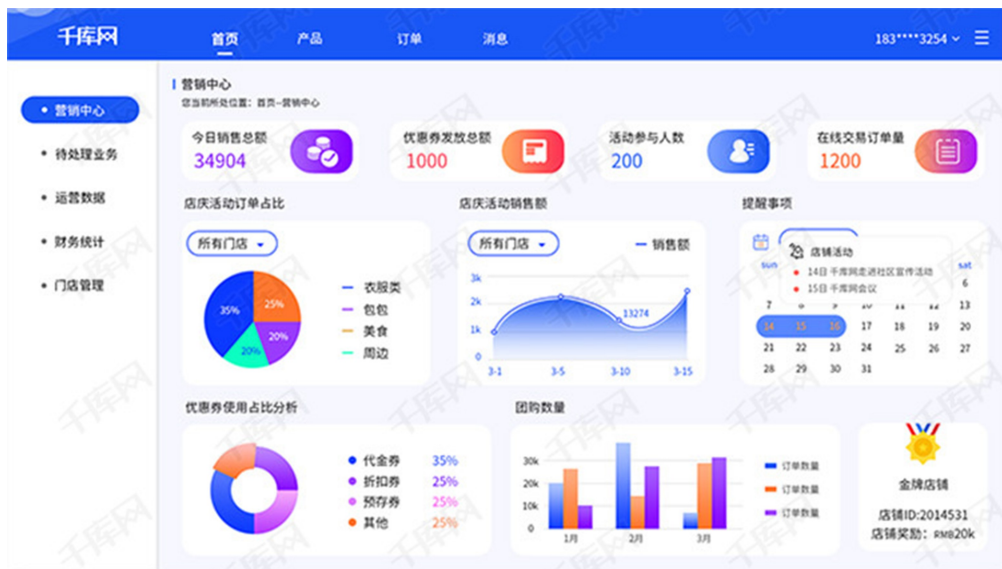 千库网
首页 产品 订单 消息
183****3254
营销中心
待处理业务
运营数据
财务统计
门店管理
营销中心
您当前所处位置：首页--营销中心
今日销售总额
34904
优惠券发放总额
1000
活动参与人数
200
在线交易订单量
1200
店庆活动订单占比
所有门店
35%
25%
20%
20%
衣服类
包包
美食
周边
店庆活动销售额
所有门店
销售额
3k
2k
1k
0
13274
3-1 3-5 3-10 3-15
提醒事项
店铺活动
14日 千库网走进社区宣传活动
15日 千库网会议
sun sat
6
7 13
14 15 16 17 18 19 20
21 22 23 24 25 26 27
28 29 30 31
优惠券使用占比分析
代金券 35%
折扣券 25%
预存券 25%
其他 25%
团购数量
30k
20k
10k
0
1月 2月 3月
订单数量
订单数量
订单数量
金牌店铺
店铺ID:2014531
店铺奖励：RMB20k